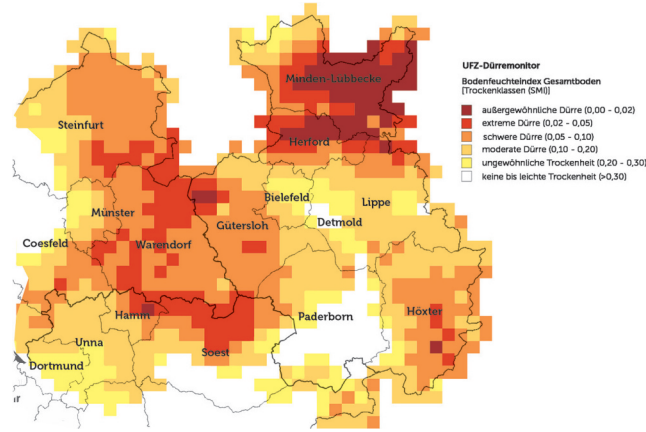 UFZ-Dürremonitor
Bodenfeuchteindex Gesamtboden
[Trockenklassen (SMI)]
außergewöhnliche Dürre (0,00 - 0,02)
extreme Dürre (0,02 - 0,05)
schwere Dürre (0,05 - 0,10)
moderate Dürre (0,10 - 0,20)
ungewöhnliche Trockenheit (0,20 - 0,30)
keine bis leichte Trockenheit (>0,30)
Minden-Lübbecke
Steinfurt
Herford
Bielefeld
Lippe
Münster
Gütersloh
Detmold
Coesfeld
Warendorf
Hamm
Paderborn
Höxter
Unna
Soest
Dortmund
ır